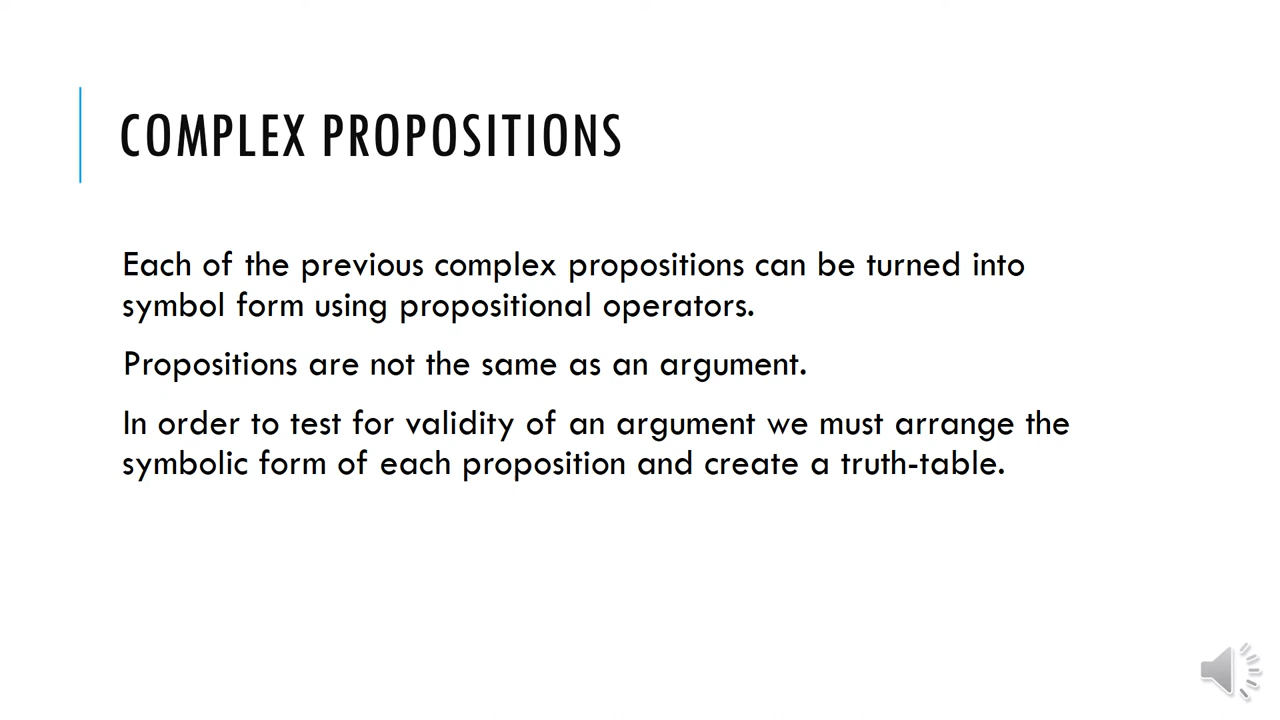 COMPLEX PROPOSITIONS
Each of the previous complex propositions can be turned into
symbol form using propositional operators.
Propositions are not the same as an argument.
In order to test for validity of an argument we must arrange the
symbolic form of each proposition and create a truth-table.